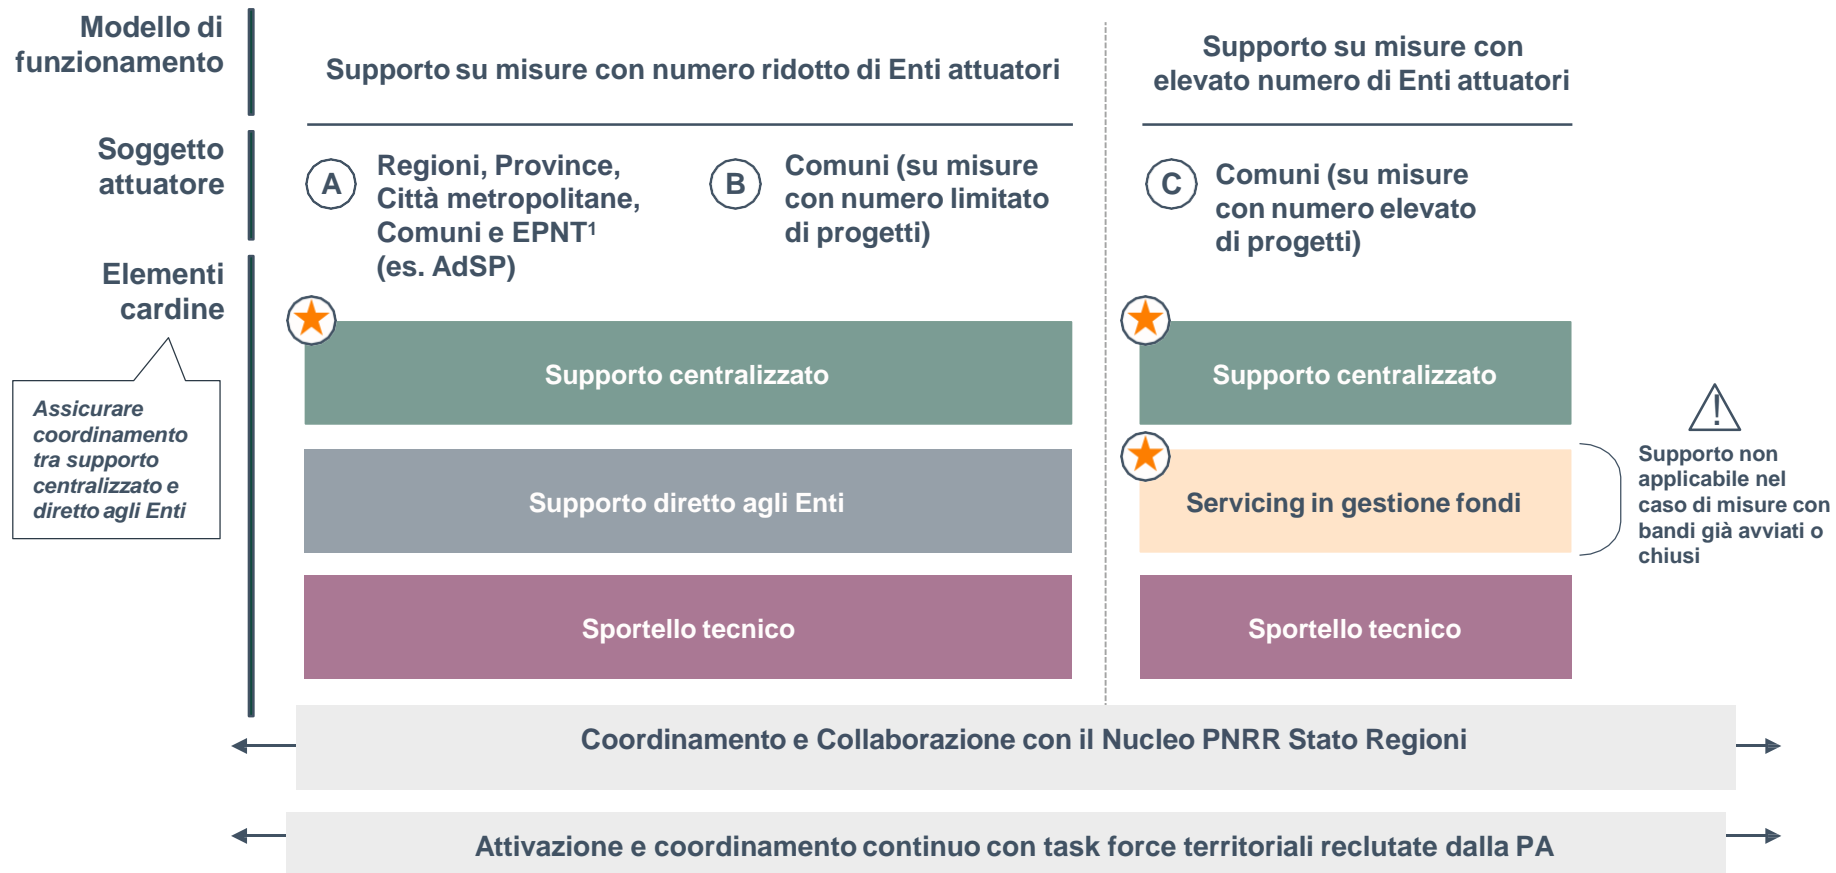 Modello di
funzionamento
Supporto su misure con numero ridotto di Enti attuatori
Supporto su misure con
elevato numero di Enti attuatori
Soggetto
attuatore
A
Regioni, Province,
Città metropolitane,
Comuni e EPNT¹
(es. AdSP)
B
Comuni (su misure
con numero limitato
di progetti)
C
Comuni (su misure
con numero elevato
di progetti)
Elementi
cardine
Assicurare
coordinamento
tra supporto
centralizzato e
diretto agli Enti
Supporto centralizzato
Supporto centralizzato
Supporto diretto agli Enti
Servicing in gestione fondi
!
Supporto non
applicabile nel
caso di misure con
bandi già avviati o
chiusi
Sportello tecnico
Sportello tecnico
Coordinamento e Collaborazione con il Nucleo PNRR Stato Regioni
Attivazione e coordinamento continuo con task force territoriali reclutate dalla PA